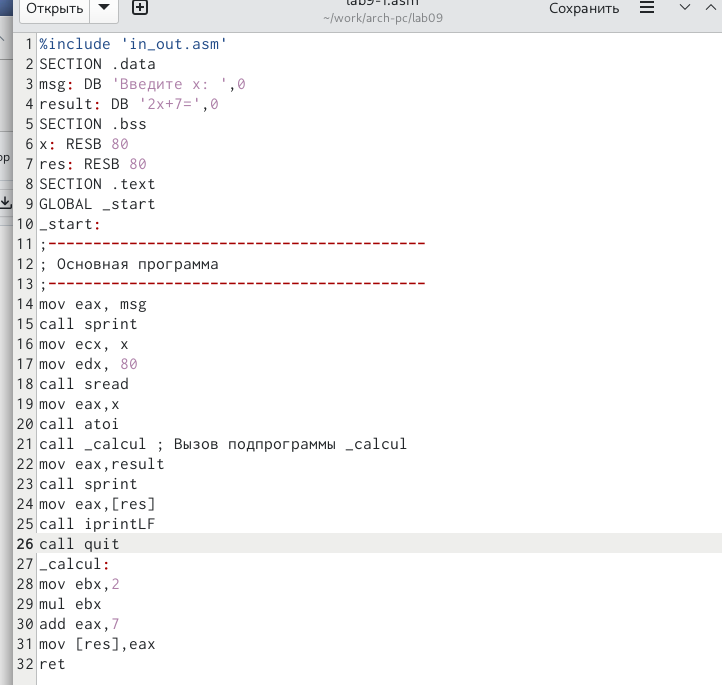 Открыть
~/work/arch-pc/lab09
Сохранить
1 %include 'in_out.asm'
2 SECTION .data
3 msg: DB 'Введите x: ',0
4 result: DB '2x+7=',0
5 SECTION .bss
6 x: RESB 80
7 res: RESB 80
8 SECTION .text
9 GLOBAL _start
10 _start:
11 ;------------------------------------------
12 ; Основная программа
13 ;------------------------------------------
14 mov eax, msg
15 call sprint
16 mov ecx, x
17 mov edx, 80
18 call sread
19 mov eax,x
20 call atoi
21 call _calcul ; Вызов подпрограммы _calcul
22 mov eax,result
23 call sprint
24 mov eax,[res]
25 call iprintLF
26 call quit
27 _calcul:
28 mov ebx,2
29 mul ebx
30 add eax,7
31 mov [res],eax
32 ret